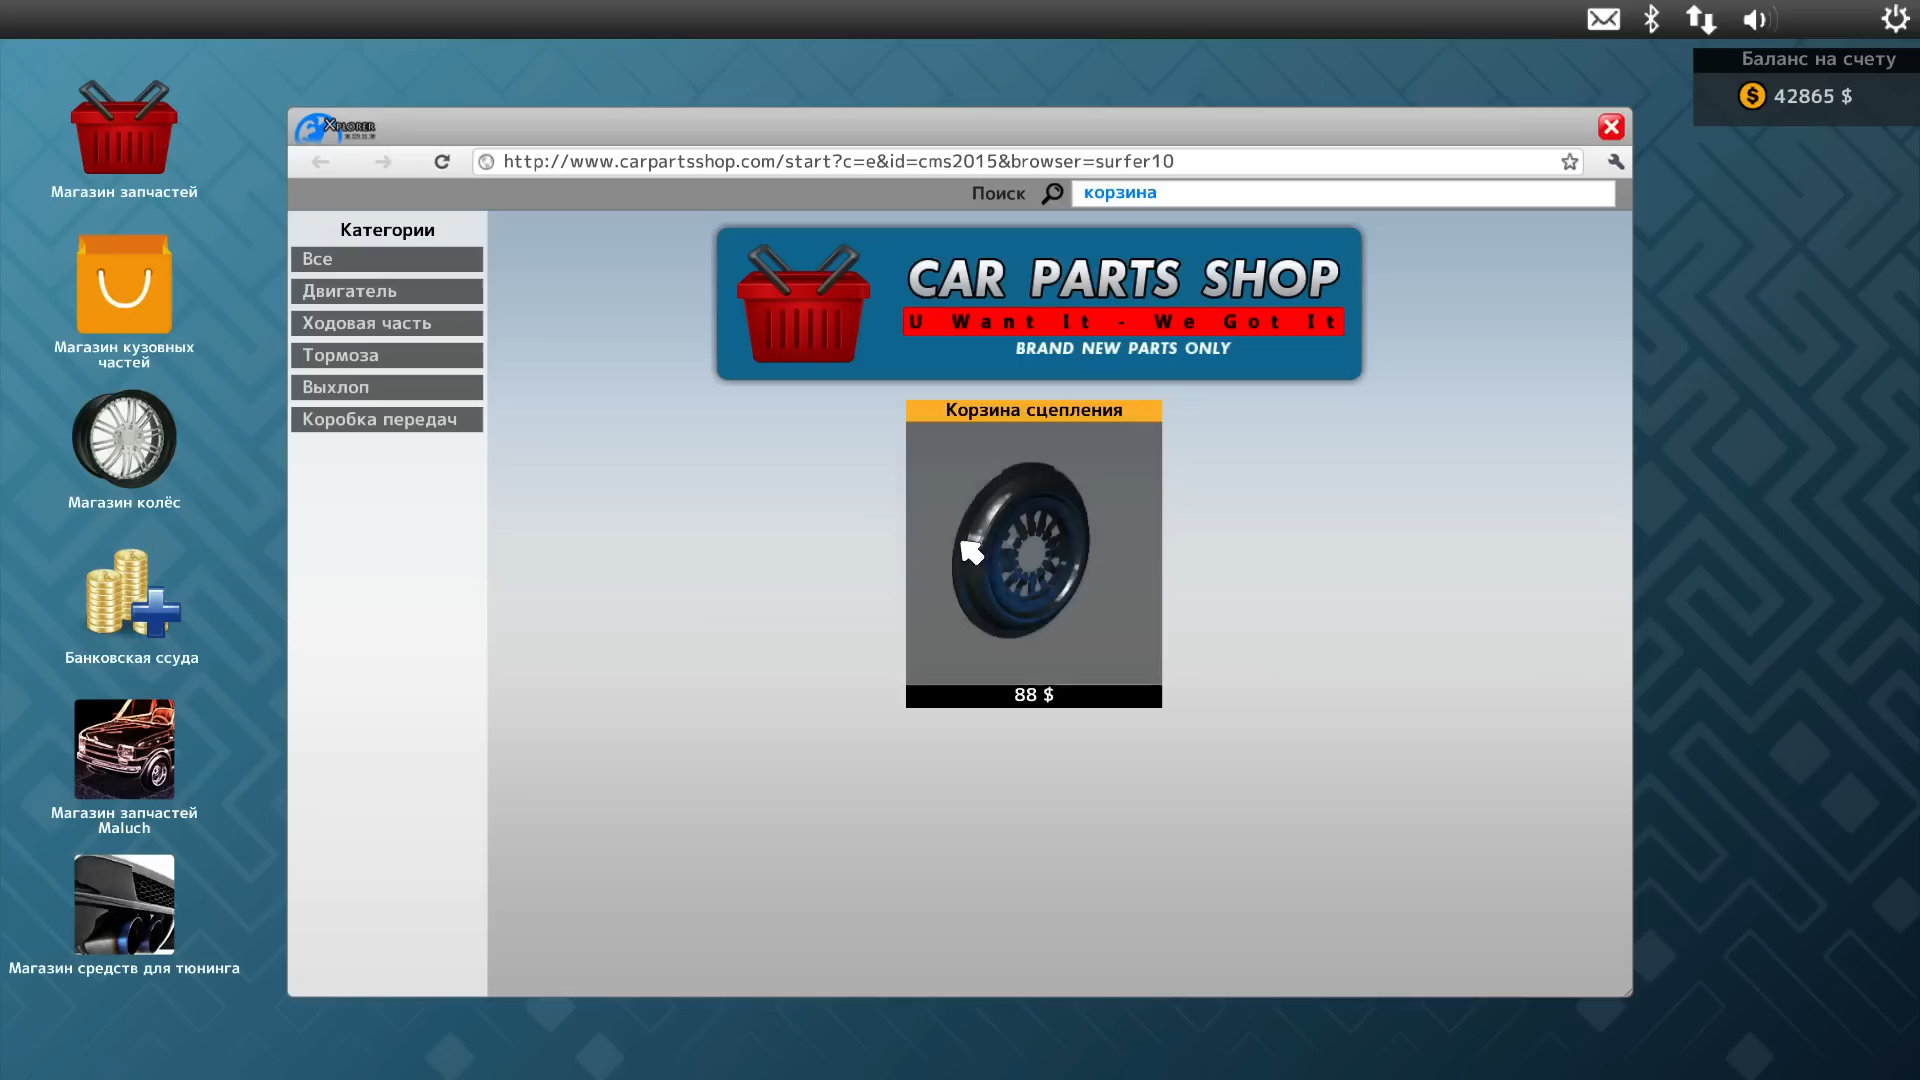 Баланс на счету
42865 $
Магазин запчастей
Магазин кузовных
частей
Магазин колёс
Банковская ссуда
Магазин запчастей
Maluch
Магазин средств для тюнинга
XPLORER
http://www.carpartsshop.com/start?c=e&id=cms2015&browser=surfer10
Поиск
корзина
Категории
Все
Двигатель
Ходовая часть
Тормоза
Выхлоп
Коробка передач
CAR PARTS SHOP
U Want It - We Got It
BRAND NEW PARTS ONLY
Корзина сцепления
88 $